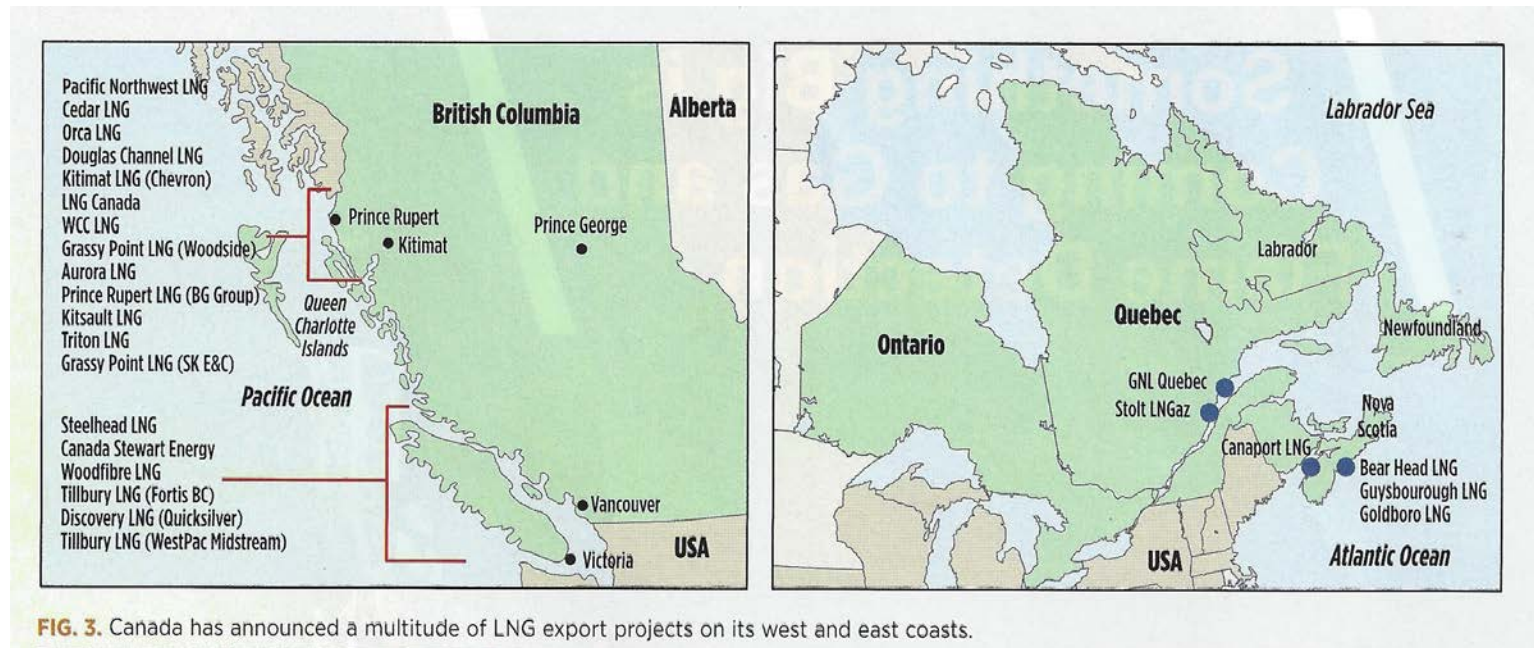 Pacific Northwest LNG
Cedar LNG
Orca LNG
Douglas Channel LNG
Kitimat LNG (Chevron)
LNG Canada
WCC LNG
Grassy Point LNG (Woodside)
Aurora LNG
Prince Rupert LNG (BG Group)
Kitsault LNG
Triton LNG
Grassy Point LNG (SK E&C)
Pacific Ocean
Steelhead LNG
Canada Stewart Energy
Woodfibre LNG
Tillbury LNG (Fortis BC)
Discovery LNG (Quicksilver)
Tillbury LNG (WestPac Midstream)
British Columbia
Alberta
Prince Rupert
Kitimat
Prince George
Queen
Charlotte
Islands
Vancouver
Victoria
USA
Labrador Sea
Labrador
Quebec
Newfoundland
Ontario
GNL Quebec
Stolt LNGaz
Nova
Scotia
Canaport LNG
Bear Head LNG
Guysbourough LNG
Goldboro LNG
USA
Atlantic Ocean
FIG. 3. Canada has announced a multitude of LNG export projects on its west and east coasts.